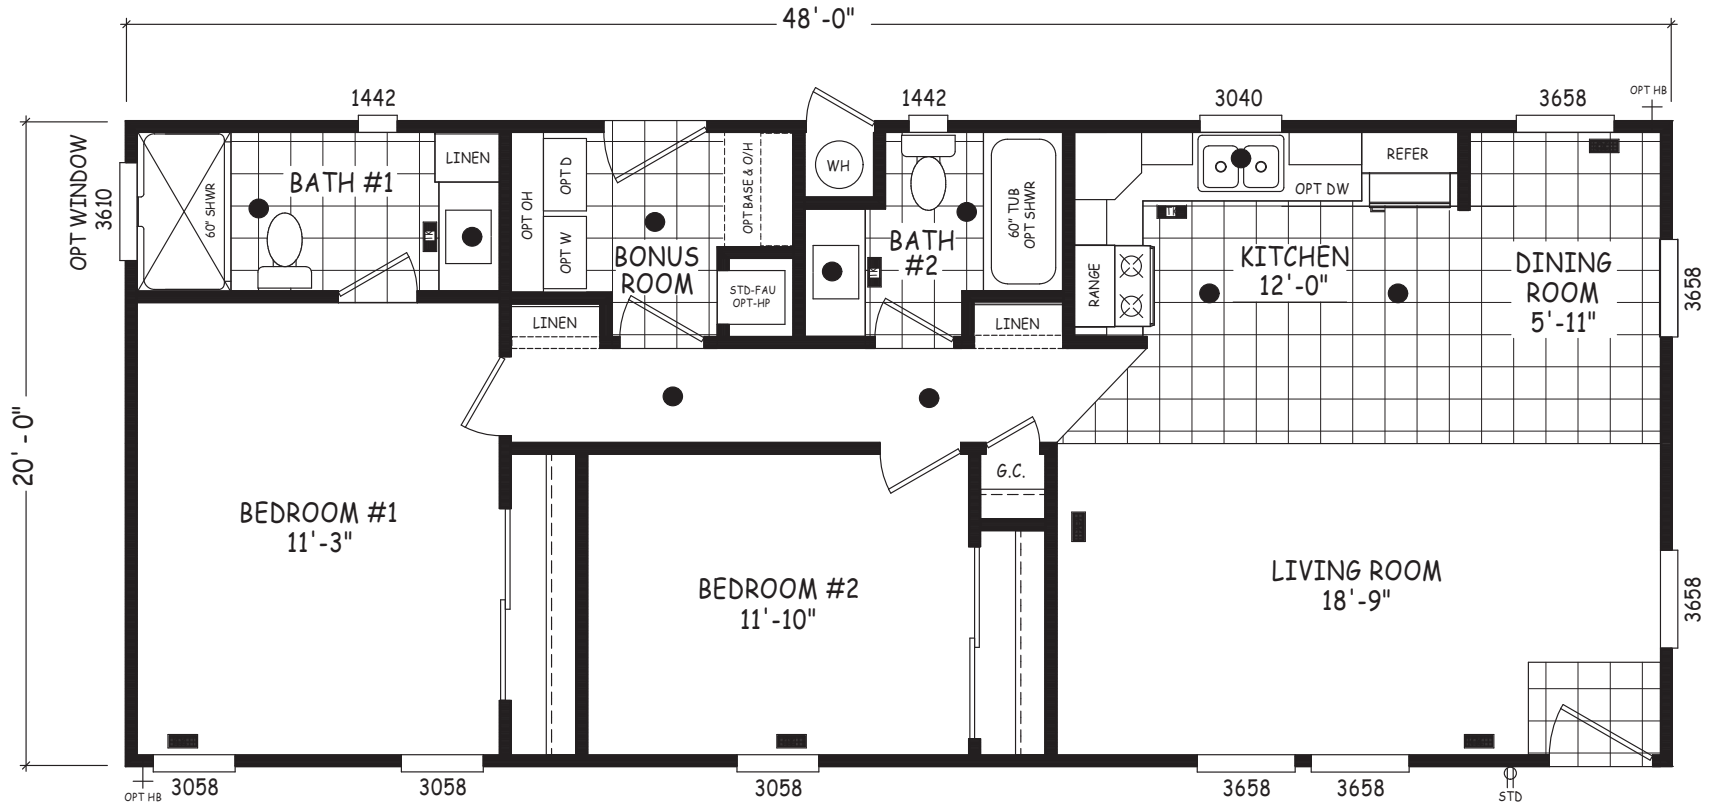 48'-0"
1442
1442
3040
3658
OPT HB
OPT WINDOW
3610
20'-0"
60" SHWR
BATH #1
LINEN
OPT OH
OPT D
OPT W
BONUS
ROOM
OPT BASE & O/H
STD-FAU
OPT-HP
WH
BATH
#2
60" TUB
OPT SHWR
REFER
OPT DW
RANGE
KITCHEN
12'-0"
DINING
ROOM
5'-11"
3658
LINEN
LINEN
TK
TK
TK
G.C.
BEDROOM #1
11'-3"
BEDROOM #2
11'-10"
LIVING ROOM
18'-9"
3658
OPT HB
3058
3058
3058
3658
3658
STD